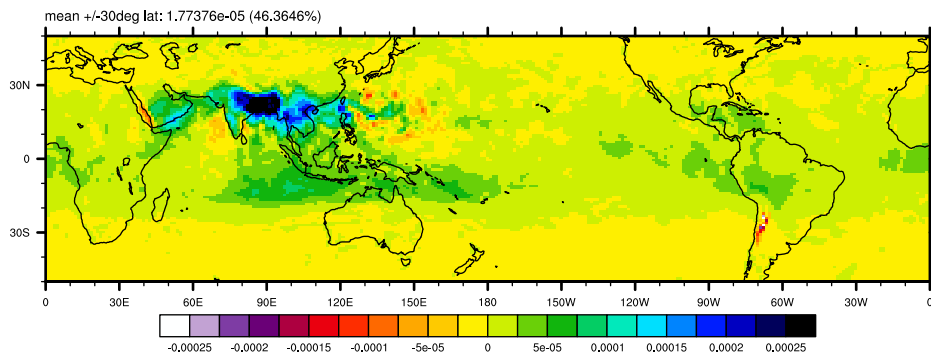 mean +/-30deg lat: 1.77376e-05 (46.3646%)
30N
0
30S
0 30E 60E 90E 120E 150E 180 150W 120W 90W 60W 30W 0
-0.00025 -0.0002 -0.00015 -0.0001 -5e-05 0 5e-05 0.0001 0.00015 0.0002 0.00025